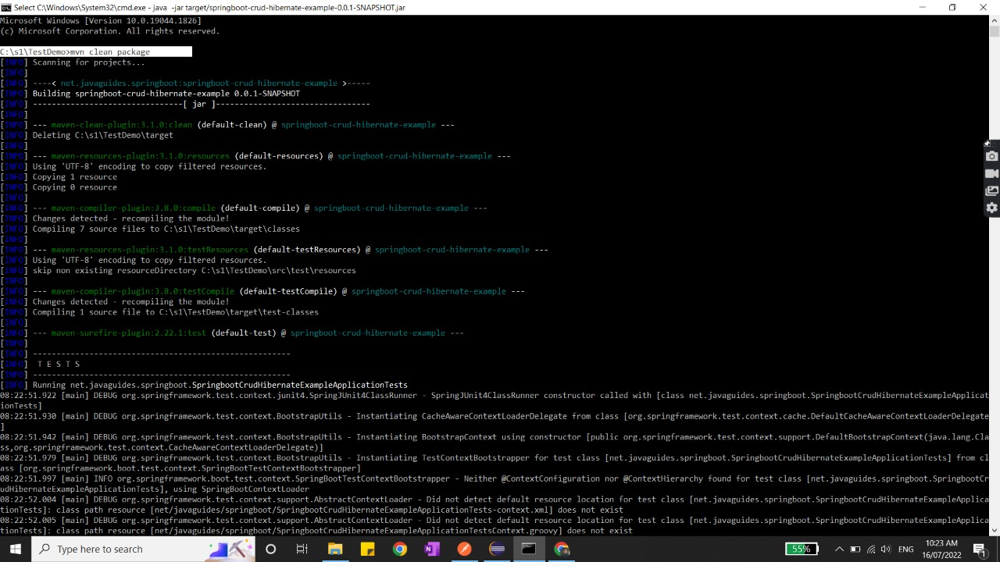 Select C:\Windows\System32\cmd.exe - java  -jar target/springboot-crud-hibernate-example-0.0.1-SNAPSHOT.jar
Microsoft Windows [Version 10.0.19044.1826]
(c) Microsoft Corporation. All rights reserved.
C:\s1\TestDemo>mvn clean package
[INFO] Scanning for projects...
[INFO]
[INFO] ----< net.javaguides.springboot:springboot-crud-hibernate-example >-----
[INFO] Building springboot-crud-hibernate-example 0.0.1-SNAPSHOT
[INFO] --------------------------------[ jar ]---------------------------------
[INFO]
[INFO] --- maven-clean-plugin:3.1.0:clean (default-clean) @ springboot-crud-hibernate-example ---
[INFO] Deleting C:\s1\TestDemo\target
[INFO]
[INFO] --- maven-resources-plugin:3.1.0:resources (default-resources) @ springboot-crud-hibernate-example ---
[INFO] Using 'UTF-8' encoding to copy filtered resources.
[INFO] Copying 1 resource
[INFO] Copying 0 resource
[INFO]
[INFO] --- maven-compiler-plugin:3.8.0:compile (default-compile) @ springboot-crud-hibernate-example ---
[INFO] Changes detected - recompiling the module!
[INFO] Compiling 7 source files to C:\s1\TestDemo\target\classes
[INFO]
[INFO] --- maven-resources-plugin:3.1.0:testResources (default-testResources) @ springboot-crud-hibernate-example ---
[INFO] Using 'UTF-8' encoding to copy filtered resources.
[INFO] skip non existing resourceDirectory C:\s1\TestDemo\src\test\resources
[INFO]
[INFO] --- maven-compiler-plugin:3.8.0:testCompile (default-testCompile) @ springboot-crud-hibernate-example ---
[INFO] Changes detected - recompiling the module!
[INFO] Compiling 1 source file to C:\s1\TestDemo\target\test-classes
[INFO]
[INFO] --- maven-surefire-plugin:2.22.1:test (default-test) @ springboot-crud-hibernate-example ---
[INFO]
[INFO] -------------------------------------------------------
[INFO]  T E S T S
[INFO] -------------------------------------------------------
[INFO] Running net.javaguides.springboot.SpringbootCrudHibernateExampleApplicationTests
08:22:51.922 [main] DEBUG org.springframework.test.context.junit4.SpringJUnit4ClassRunner - SpringJUnit4ClassRunner constructor called with [class net.javaguides.springboot.SpringbootCrudHibernateExampleApplicat
ionTests]
08:22:51.930 [main] DEBUG org.springframework.test.context.BootstrapUtils - Instantiating CacheAwareContextLoaderDelegate from class [org.springframework.test.context.cache.DefaultCacheAwareContextLoaderDelegate
]
08:22:51.942 [main] DEBUG org.springframework.test.context.BootstrapUtils - Instantiating BootstrapContext using constructor [public org.springframework.test.context.support.DefaultBootstrapContext(java.lang.Cla
ss,org.springframework.test.context.CacheAwareContextLoaderDelegate)]
08:22:51.979 [main] DEBUG org.springframework.test.context.BootstrapUtils - Instantiating TestContextBootstrapper for test class [net.javaguides.springboot.SpringbootCrudHibernateExampleApplicationTests] from cl
ass [org.springframework.boot.test.context.SpringBootTestContextBootstrapper]
08:22:51.997 [main] INFO org.springframework.boot.test.context.SpringBootTestContextBootstrapper - Neither @ContextConfiguration nor @ContextHierarchy found for test class [net.javaguides.springboot.SpringbootCr
udHibernateExampleApplicationTests], using SpringBootContextLoader
08:22:52.004 [main] DEBUG org.springframework.test.context.support.AbstractContextLoader - Did not detect default resource location for test class [net.javaguides.springboot.SpringbootCrudHibernateExampleApplica
tionTests]: class path resource [net/javaguides/springboot/SpringbootCrudHibernateExampleApplicationTests-context.xml] does not exist
08:22:52.005 [main] DEBUG org.springframework.test.context.support.AbstractContextLoader - Did not detect default resource location for test class [net.javaguides.springboot.SpringbootCrudHibernateExampleApplica
tionTests]: class path resource [net/javaguides/springboot/SpringbootCrudHibernateExampleApplicationTestsContext.groovy] does not exist
Type here to search
55%
ENG
10:23 AM
16/07/2022
1